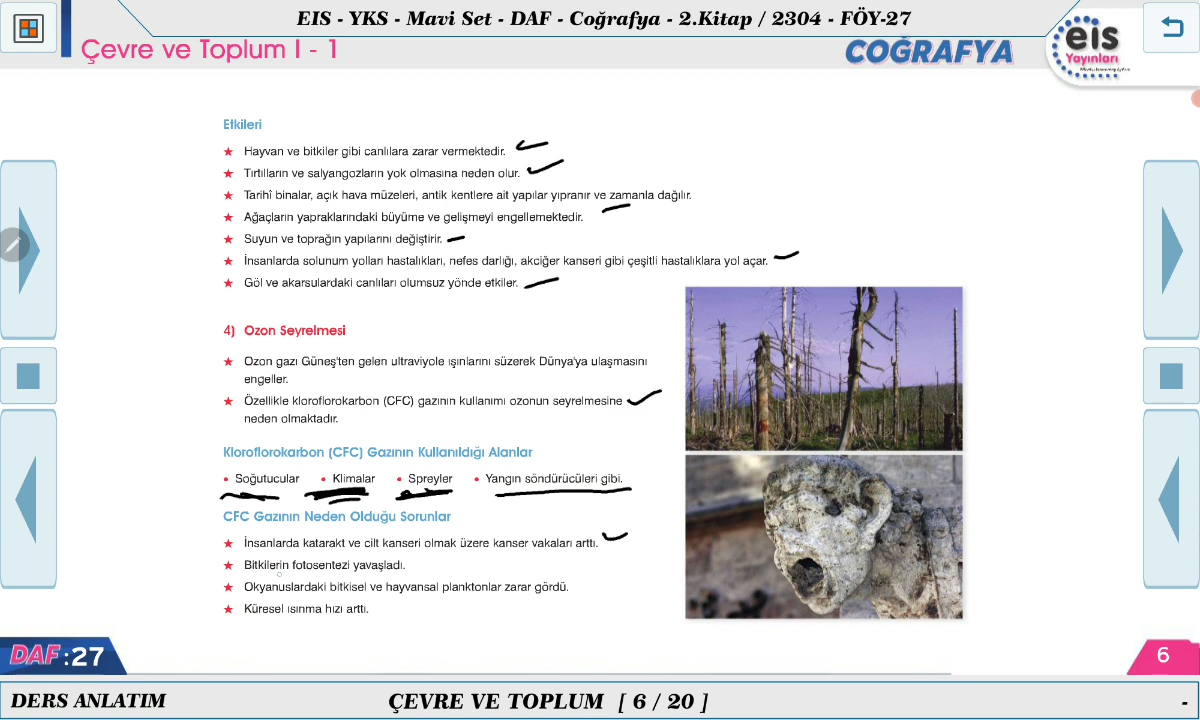 EIS - YKS - Mavi Set - DAF - Coğrafya - 2.Kitap / 2304 - FÖY-27
Çevre ve Toplum I - 1
COĞRAFYA
eis
Yayınları
Etkileri
★ Hayvan ve bitkiler gibi canlılara zarar vermektedir.
★ Tırtılların ve salyangozların yok olmasına neden olur.
★ Tarihî binalar, açık hava müzeleri, antik kentlere ait yapılar yıpranır ve zamanla dağılır.
★ Ağaçların yapraklarındaki büyüme ve gelişmeyi engellemektedir.
★ Suyun ve toprağın yapılarını değiştirir.
★ İnsanlarda solunum yolları hastalıkları, nefes darlığı, akciğer kanseri gibi çeşitli hastalıklara yol açar.
★ Göl ve akarsulardaki canlıları olumsuz yönde etkiler.
4) Ozon Seyrelmesi
★ Ozon gazı Güneş'ten gelen ultraviyole ışınlarını süzerek Dünya'ya ulaşmasını
engeller.
★ Özellikle kloroflorokarbon (CFC) gazının kullanımı ozonun seyrelmesine
neden olmaktadır.
Kloroflorokarbon (CFC) Gazının Kullanıldığı Alanlar
• Soğutucular • Klimalar • Spreyler • Yangın söndürücüleri gibi.
CFC Gazının Neden Olduğu Sorunlar
★ İnsanlarda katarakt ve cilt kanseri olmak üzere kanser vakaları arttı.
★ Bitkilerin fotosentezi yavaşladı.
★ Okyanuslardaki bitkisel ve hayvansal planktonlar zarar gördü.
★ Küresel ısınma hızı arttı.
DAF:27
6
DERS ANLATIM
ÇEVRE VE TOPLUM [ 6 / 20 ]
-